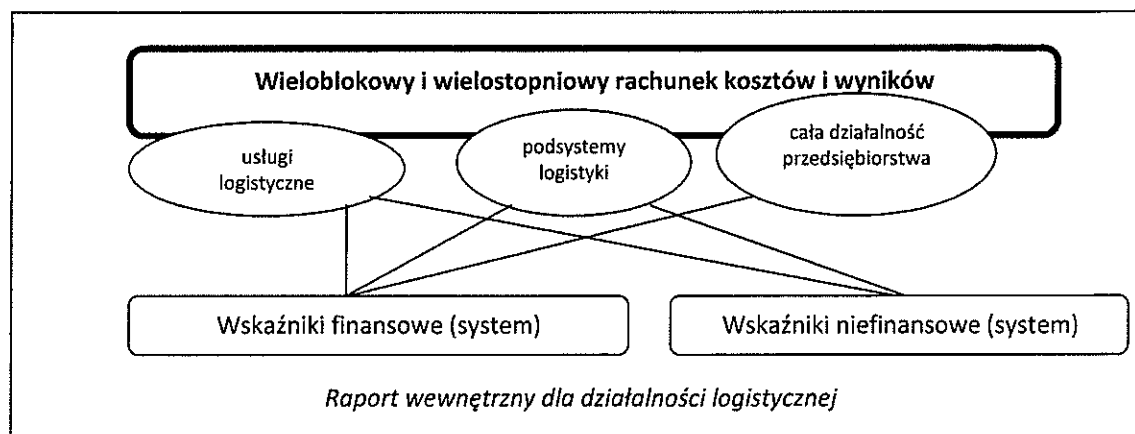 Wieloblokowy i wielostopniowy rachunek kosztów i wyników
usługi
logistyczne
podsystemy
logistyki
cała działalność
przedsiębiorstwa
Wskaźniki finansowe (system)
Wskaźniki niefinansowe (system)
Raport wewnętrzny dla działalności logistycznej